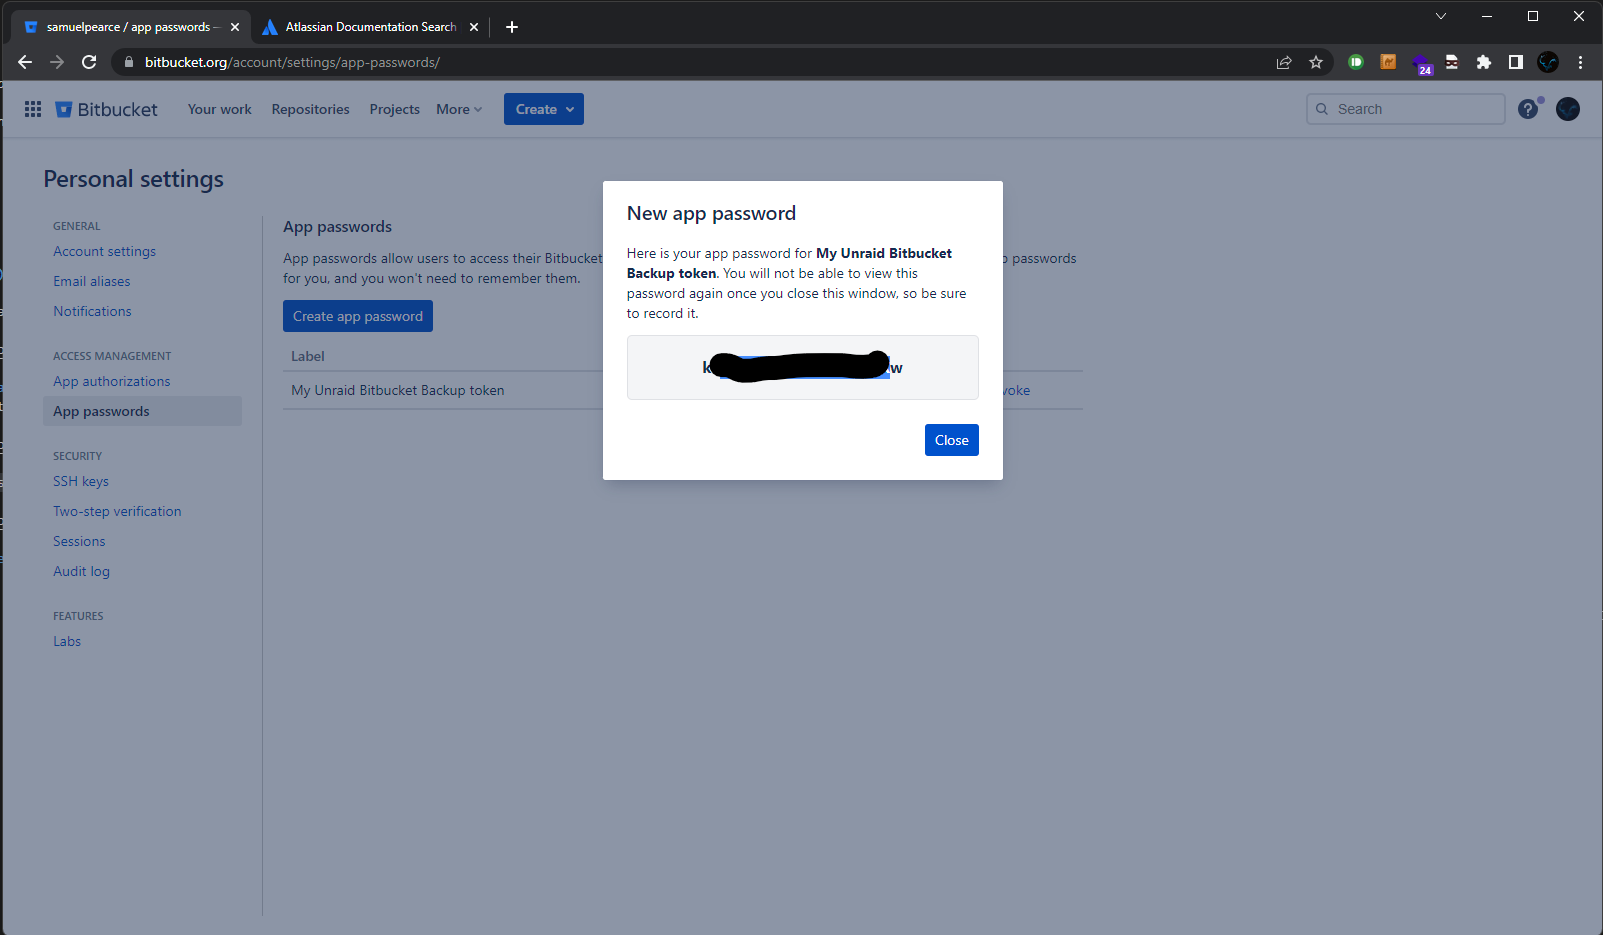 samuelpearce / app passwords —
Atlassian Documentation Search
bitbucket.org/account/settings/app-passwords/
24
Bitbucket
Your work
Repositories
Projects
More
Create
Search
?
Personal settings
GENERAL
Account settings
Email aliases
Notifications
ACCESS MANAGEMENT
App authorizations
App passwords
SECURITY
SSH keys
Two-step verification
Sessions
Audit log
FEATURES
Labs
App passwords
App passwords allow users to access their Bitbucket
passwords
for you, and you won't need to remember them.
Create app password
Label
My Unraid Bitbucket Backup token
voke
New app password
Here is your app password for My Unraid Bitbucket
Backup token. You will not be able to view this
password again once you close this window, so be sure
to record it.
k
w
Close